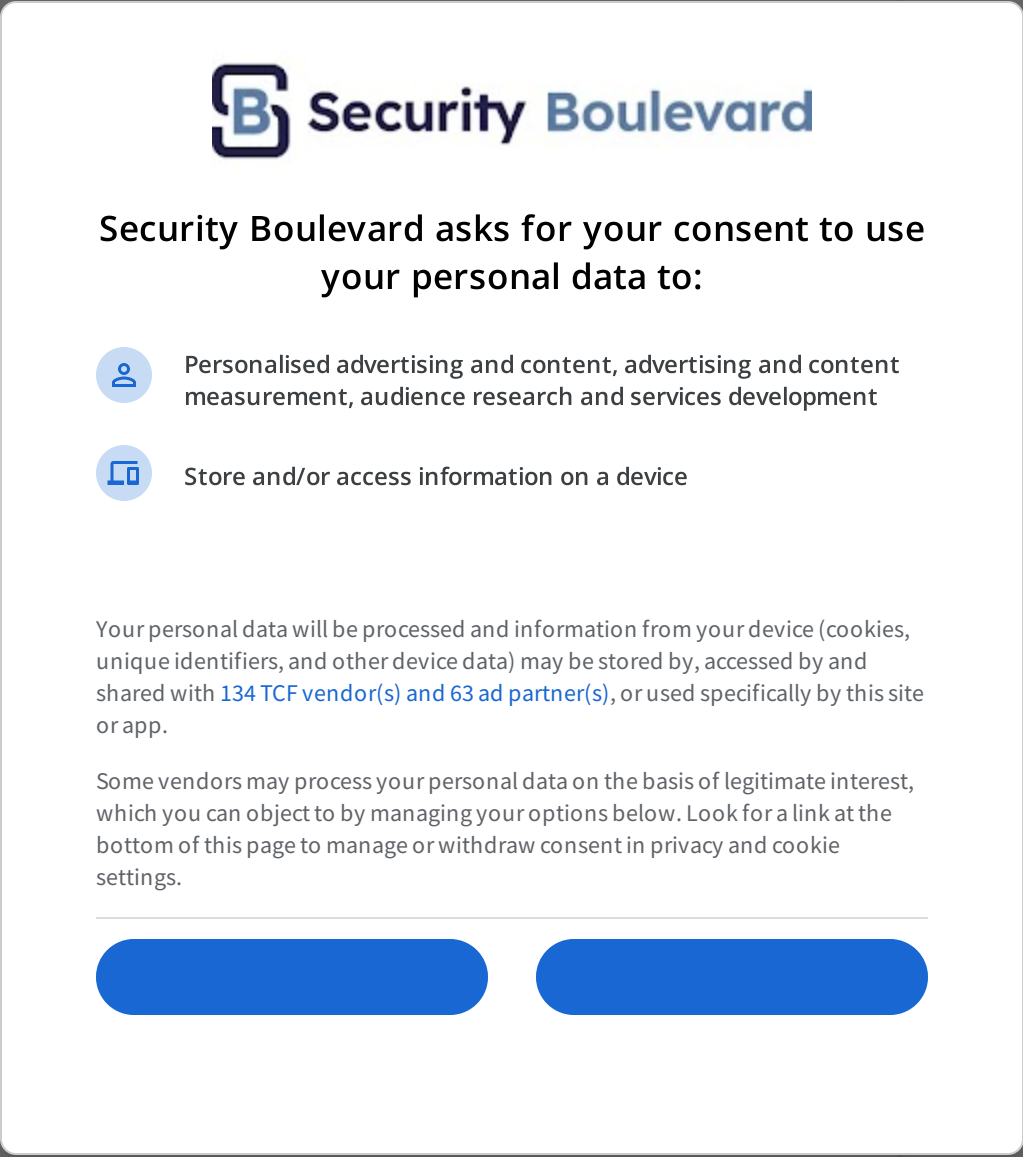 Security Boulevard
Security Boulevard asks for your consent to use
your personal data to:
Personalised advertising and content, advertising and content
measurement, audience research and services development
Store and/or access information on a device
Your personal data will be processed and information from your device (cookies,
unique identifiers, and other device data) may be stored by, accessed by and
shared with 134 TCF vendor(s) and 63 ad partner(s), or used specifically by this site
or app.
Some vendors may process your personal data on the basis of legitimate interest,
which you can object to by managing your options below. Look for a link at the
bottom of this page to manage or withdraw consent in privacy and cookie
settings.